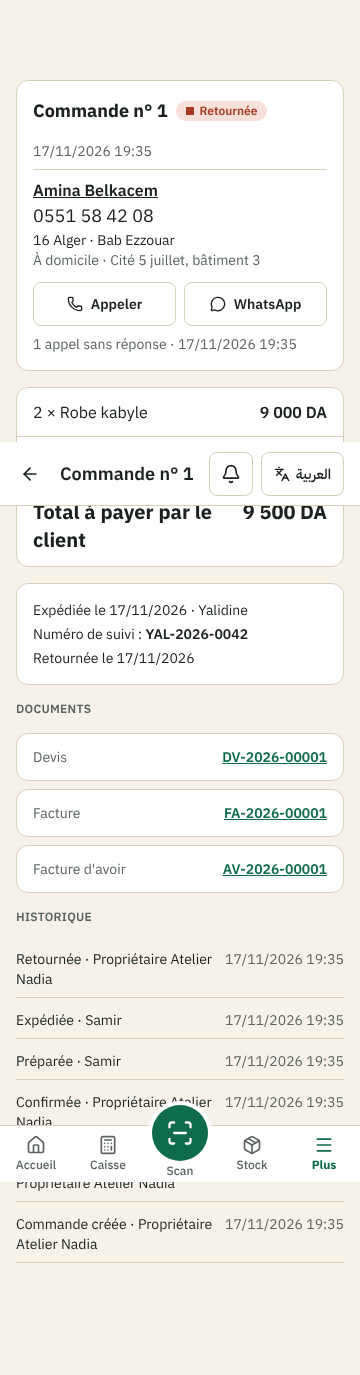 Commande n° 1 Retournée
17/11/2026 19:35
Amina Belkacem
0551 58 42 08
16 Alger · Bab Ezzouar
À domicile · Cité 5 juillet, bâtiment 3
Appeler WhatsApp
1 appel sans réponse · 17/11/2026 19:35
2 × Robe kabyle 9 000 DA
Commande n° 1 العربية
Total à payer par le 9 500 DA
client
Expédiée le 17/11/2026 · Yalidine
Numéro de suivi : YAL-2026-0042
Retournée le 17/11/2026
DOCUMENTS
Devis DV-2026-00001
Facture FA-2026-00001
Facture d'avoir AV-2026-00001
HISTORIQUE
Retournée · Propriétaire Atelier 17/11/2026 19:35
Nadia
Expédiée · Samir 17/11/2026 19:35
Préparée · Samir 17/11/2026 19:35
Confirmée · Propriétaire Atelier 17/11/2026 19:35
Nadia
Accueil Caisse Scan Stock Plus
Propriétaire Atelier Nadia
Commande créée · Propriétaire 17/11/2026 19:35
Atelier Nadia